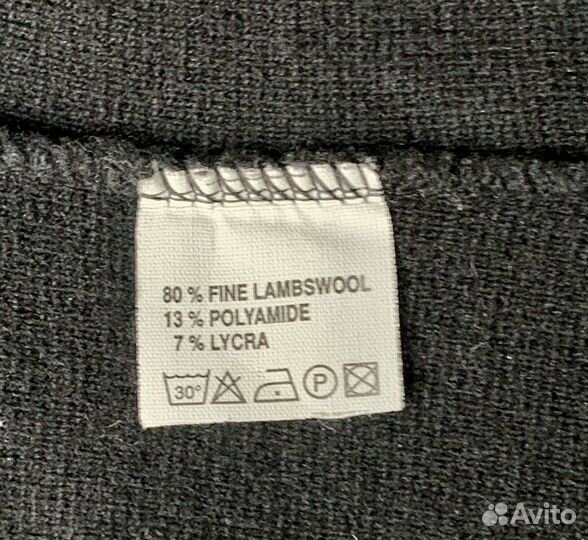 80 % FINE LAMBSWOOL
13 % POLYAMIDE
7 % LYCRA
30° P
Avito